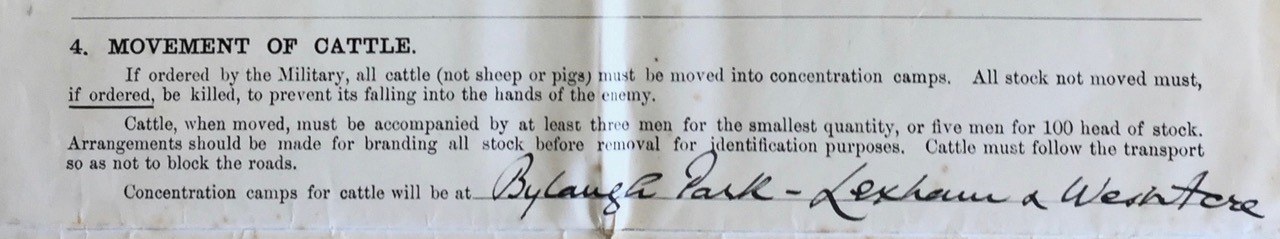 4. MOVEMENT OF CATTLE.
If ordered by the Military, all cattle (not sheep or pigs) must be moved into concentration camps. All stock not moved must,
if ordered, be killed, to prevent its falling into the hands of the enemy.
Cattle, when moved, must be accompanied by at least three men for the smallest quantity, or five men for 100 head of stock.
Arrangements should be made for branding all stock before removal for identification purposes. Cattle must follow the transport
so as not to block the roads.
Concentration camps for cattle will be at Bylaugh Park - Lexham & Westacre